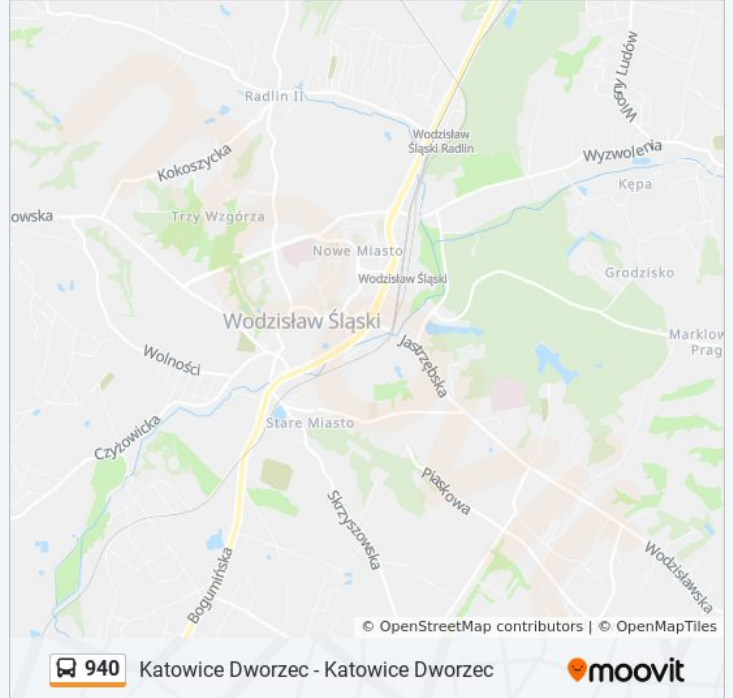 Wiosny Ludów
Radlin II
Wodzisław
Śląski Radlin
Kokoszycka
Wyzwolenia
Kępa
owska
Trzy Wzgórza
Nowe Miasto
Grodzisko
Wodzisław Śląski
Wodzisław Śląski
Marklow
Prag
Jastrzębska
Wolności
Czyżowicka
Stare Miasto
Piaskowa
Skrzyszowska
Wodzisławska
Bogumińska
© OpenStreetMap contributors | © OpenMapTiles
940 Katowice Dworzec - Katowice Dworzec moovit